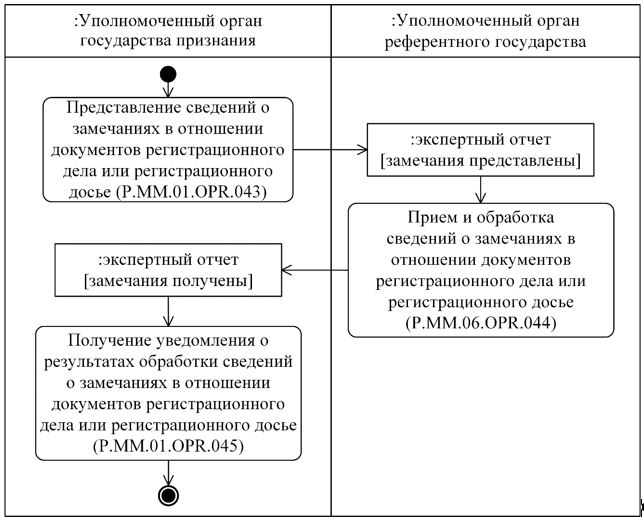 :Уполномоченный орган
государства признания
:Уполномоченный орган
референтного государства
Представление сведений о
замечаниях в отношении
документов регистрационного
дела или регистрационного
досье (P.MM.01.OPR.043)
:экспертный отчет
[замечания представлены]
Прием и обработка
сведений о замечаниях в
отношении документов
регистрационного дела или
регистрационного досье
(P.MM.06.OPR.044)
:экспертный отчет
[замечания получены]
Получение уведомления о
результатах обработки сведений
о замечаниях в отношении
документов регистрационного
дела или регистрационного досье
(P.MM.01.OPR.045)